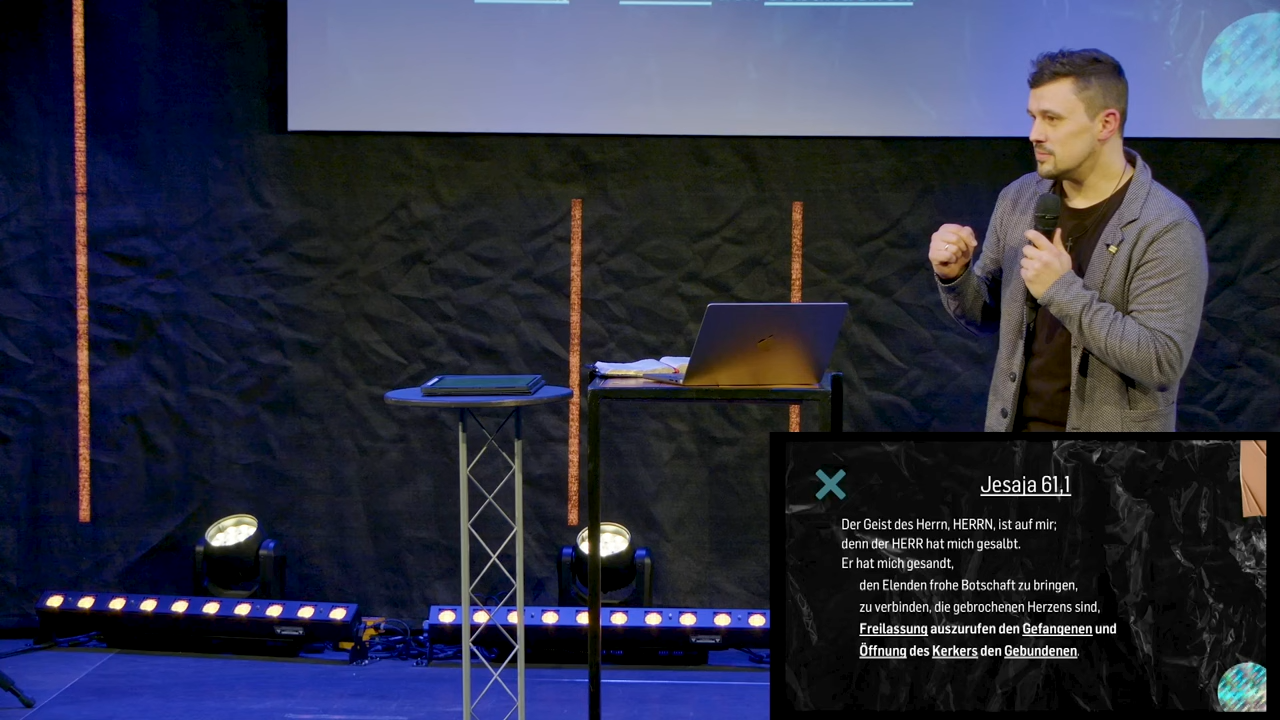 Jesaja 61,1
Der Geist des Herrn, HERRN, ist auf mir;
denn der HERR hat mich gesalbt.
Er hat mich gesandt,
den Elenden frohe Botschaft zu bringen,
zu verbinden, die gebrochenen Herzens sind,
Freilassung auszurufen den Gefangenen und
Öffnung des Kerkers den Gebundenen.